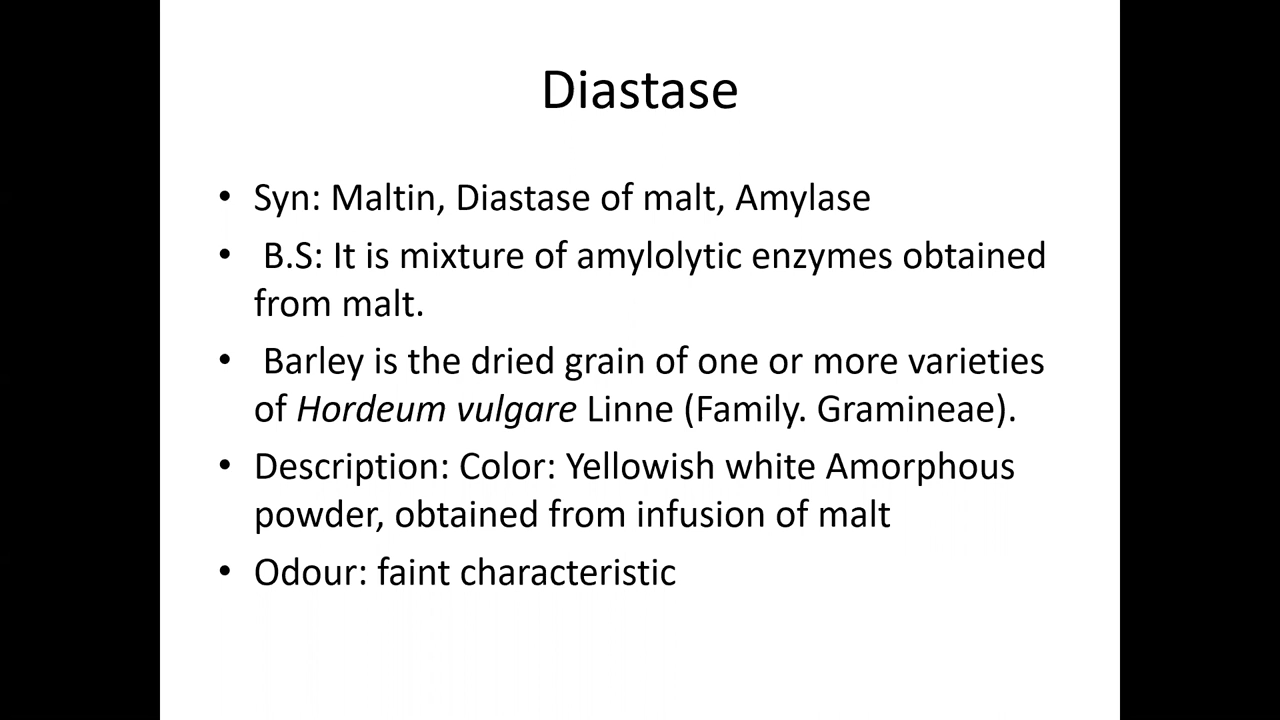 Diastase
• Syn: Maltin, Diastase of malt, Amylase
• B.S: It is mixture of amylolytic enzymes obtained
from malt.
• Barley is the dried grain of one or more varieties
of Hordeum vulgare Linne (Family. Gramineae).
• Description: Color: Yellowish white Amorphous
powder, obtained from infusion of malt
• Odour: faint characteristic